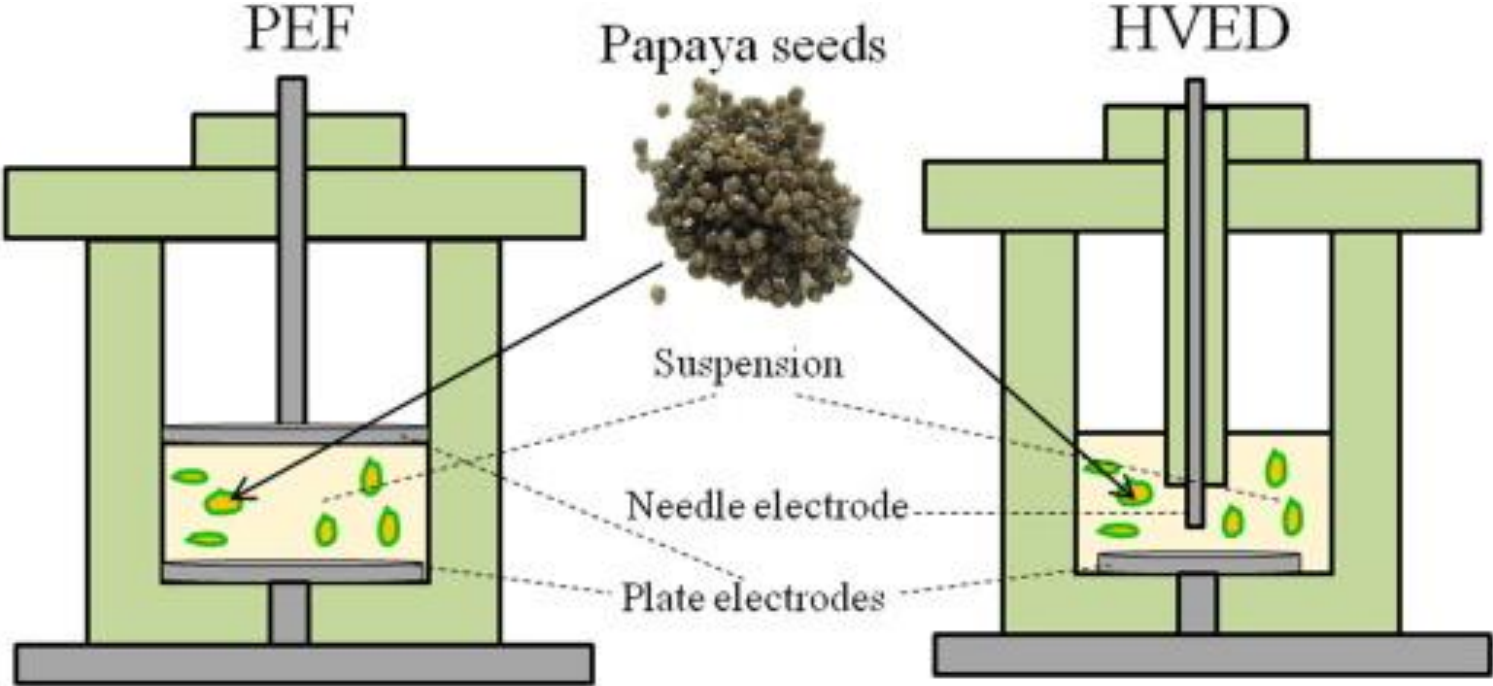 PEF
Papaya seeds
HVED
Suspension
Needle electrode
Plate electrodes